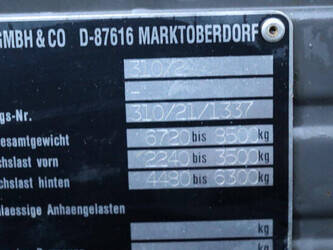 GMBH & CO D-87616 MARKTOBERDORF
310/2
-
gs-Nr. 310/21/1337
esamtgewicht 6720 bis 8500 kg
chslast vorn 2240 bis 3500 kg
chslast hinten 4480 bis 6300 kg
laessige Anhaengelasten
kg
kg